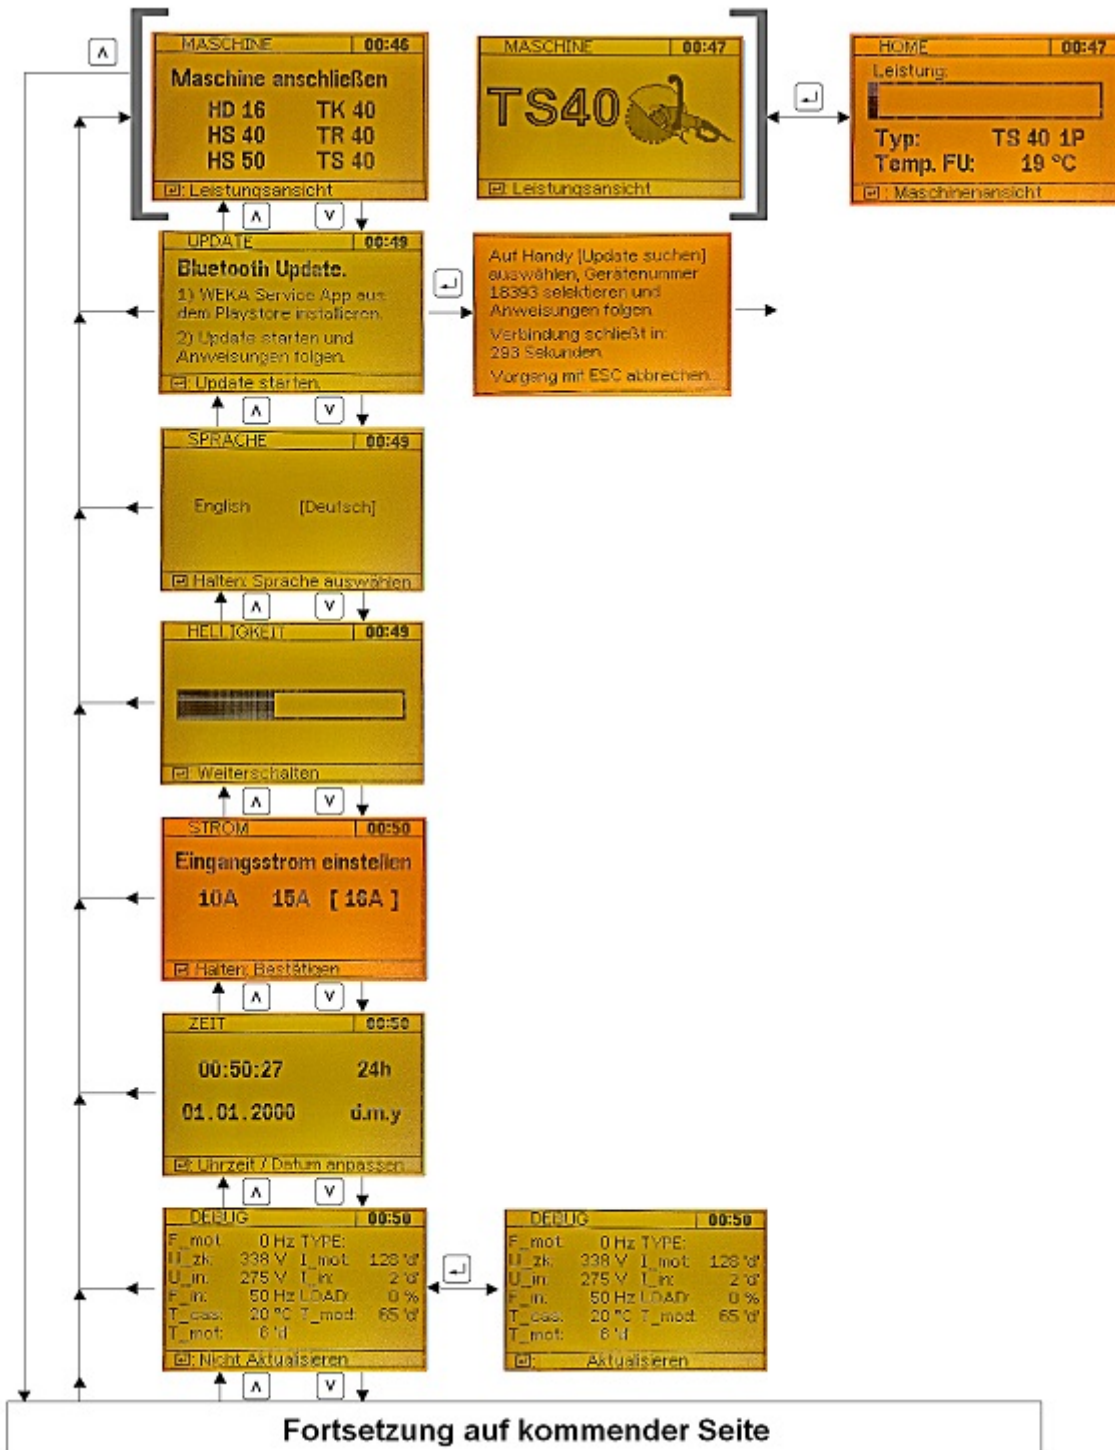 MASCHINE 00:46
Maschine anschließen
HD 16 TK 40
HS 40 TR 40
HS 50 TS 40
Leistungsansicht
MASCHINE 00:47
TS40
Leistungsansicht
HOME 00:47
Leistung:
Typ: TS 40 1P
Temp. FU: 19 °C
: Maschinenansicht
UPDATE 00:49
Bluetooth Update.
1) WEKA Service App aus
dem Playstore installieren.
2) Update starten und
Anweisungen folgen.
: Update starten.
Auf Handy [Update suchen]
auswählen, Gerätenummer
18393 selektieren und
Anweisungen folgen.
Verbindung schließt in:
293 Sekunden.
Vorgang mit ESC abbrechen.
SPRACHE 00:49
English [Deutsch]
Halten: Sprache auswählen
HELLIGKEIT 00:49
: Weiterschalten
STROM 00:50
Eingangsstrom einstellen
10A 15A [ 16A ]
Halten: Bestätigen
ZEIT 00:50
00:50:27 24h
01.01.2000 d.m.y
: Uhrzeit / Datum anpassen
DEBUG 00:50
F_mot: 0 Hz TYPE:
U_zk: 338 V I_mot: 128 'd'
U_in: 275 V I_in: 2 'd'
F_in: 50 Hz LOAD: 0 %
T_cas: 20 °C T_mod: 65 'd'
T_mot: 6 'd
: Nicht Aktualisieren
DEBUG 00:50
F_mot: 0 Hz TYPE:
U_zk: 338 V I_mot: 128 'd'
U_in: 275 V I_in: 2 'd'
F_in: 50 Hz LOAD: 0 %
T_cas: 20 °C T_mod: 65 'd'
T_mot: 6 'd
: Aktualisieren
Fortsetzung auf kommender Seite